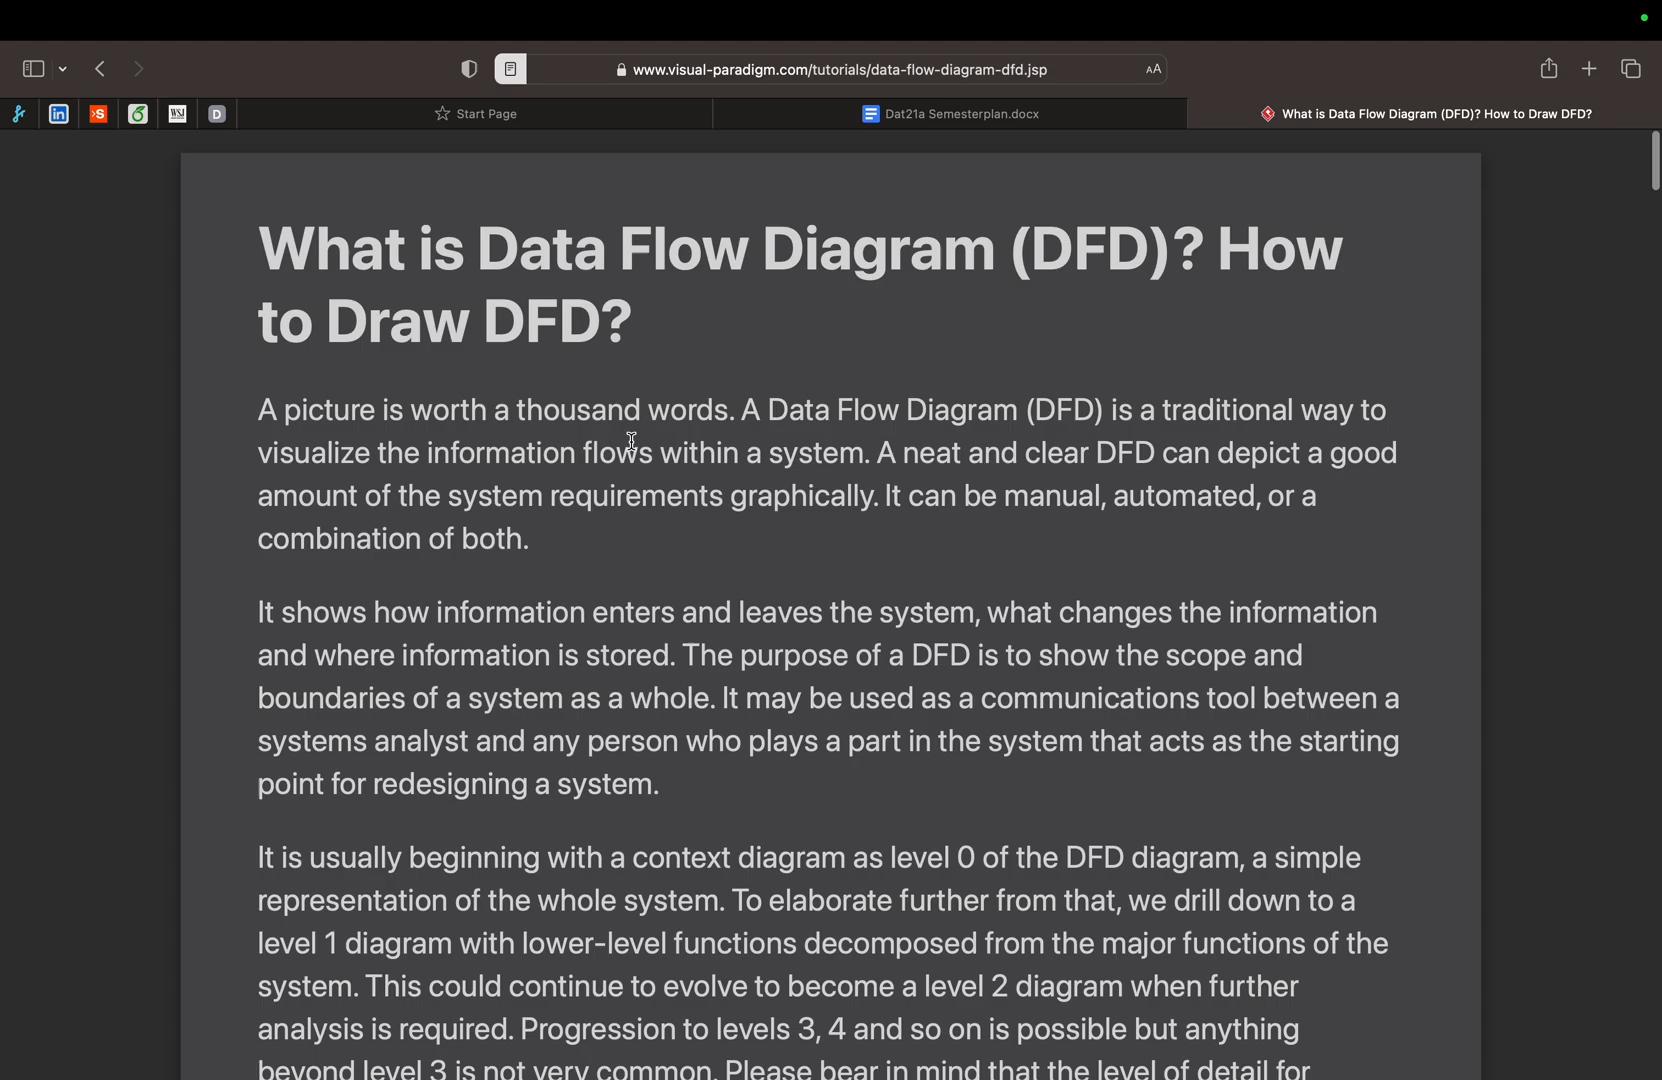 www.visual-paradigm.com/tutorials/data-flow-diagram-dfd.jsp
AA
in
>S
WSJ
D
Start Page
Dat21a Semesterplan.docx
What is Data Flow Diagram (DFD)? How to Draw DFD?
What is Data Flow Diagram (DFD)? How
to Draw DFD?
A picture is worth a thousand words. A Data Flow Diagram (DFD) is a traditional way to
visualize the information flows within a system. A neat and clear DFD can depict a good
amount of the system requirements graphically. It can be manual, automated, or a
combination of both.
It shows how information enters and leaves the system, what changes the information
and where information is stored. The purpose of a DFD is to show the scope and
boundaries of a system as a whole. It may be used as a communications tool between a
systems analyst and any person who plays a part in the system that acts as the starting
point for redesigning a system.
It is usually beginning with a context diagram as level 0 of the DFD diagram, a simple
representation of the whole system. To elaborate further from that, we drill down to a
level 1 diagram with lower-level functions decomposed from the major functions of the
system. This could continue to evolve to become a level 2 diagram when further
analysis is required. Progression to levels 3, 4 and so on is possible but anything
beyond level 3 is not very common. Please bear in mind that the level of detail for